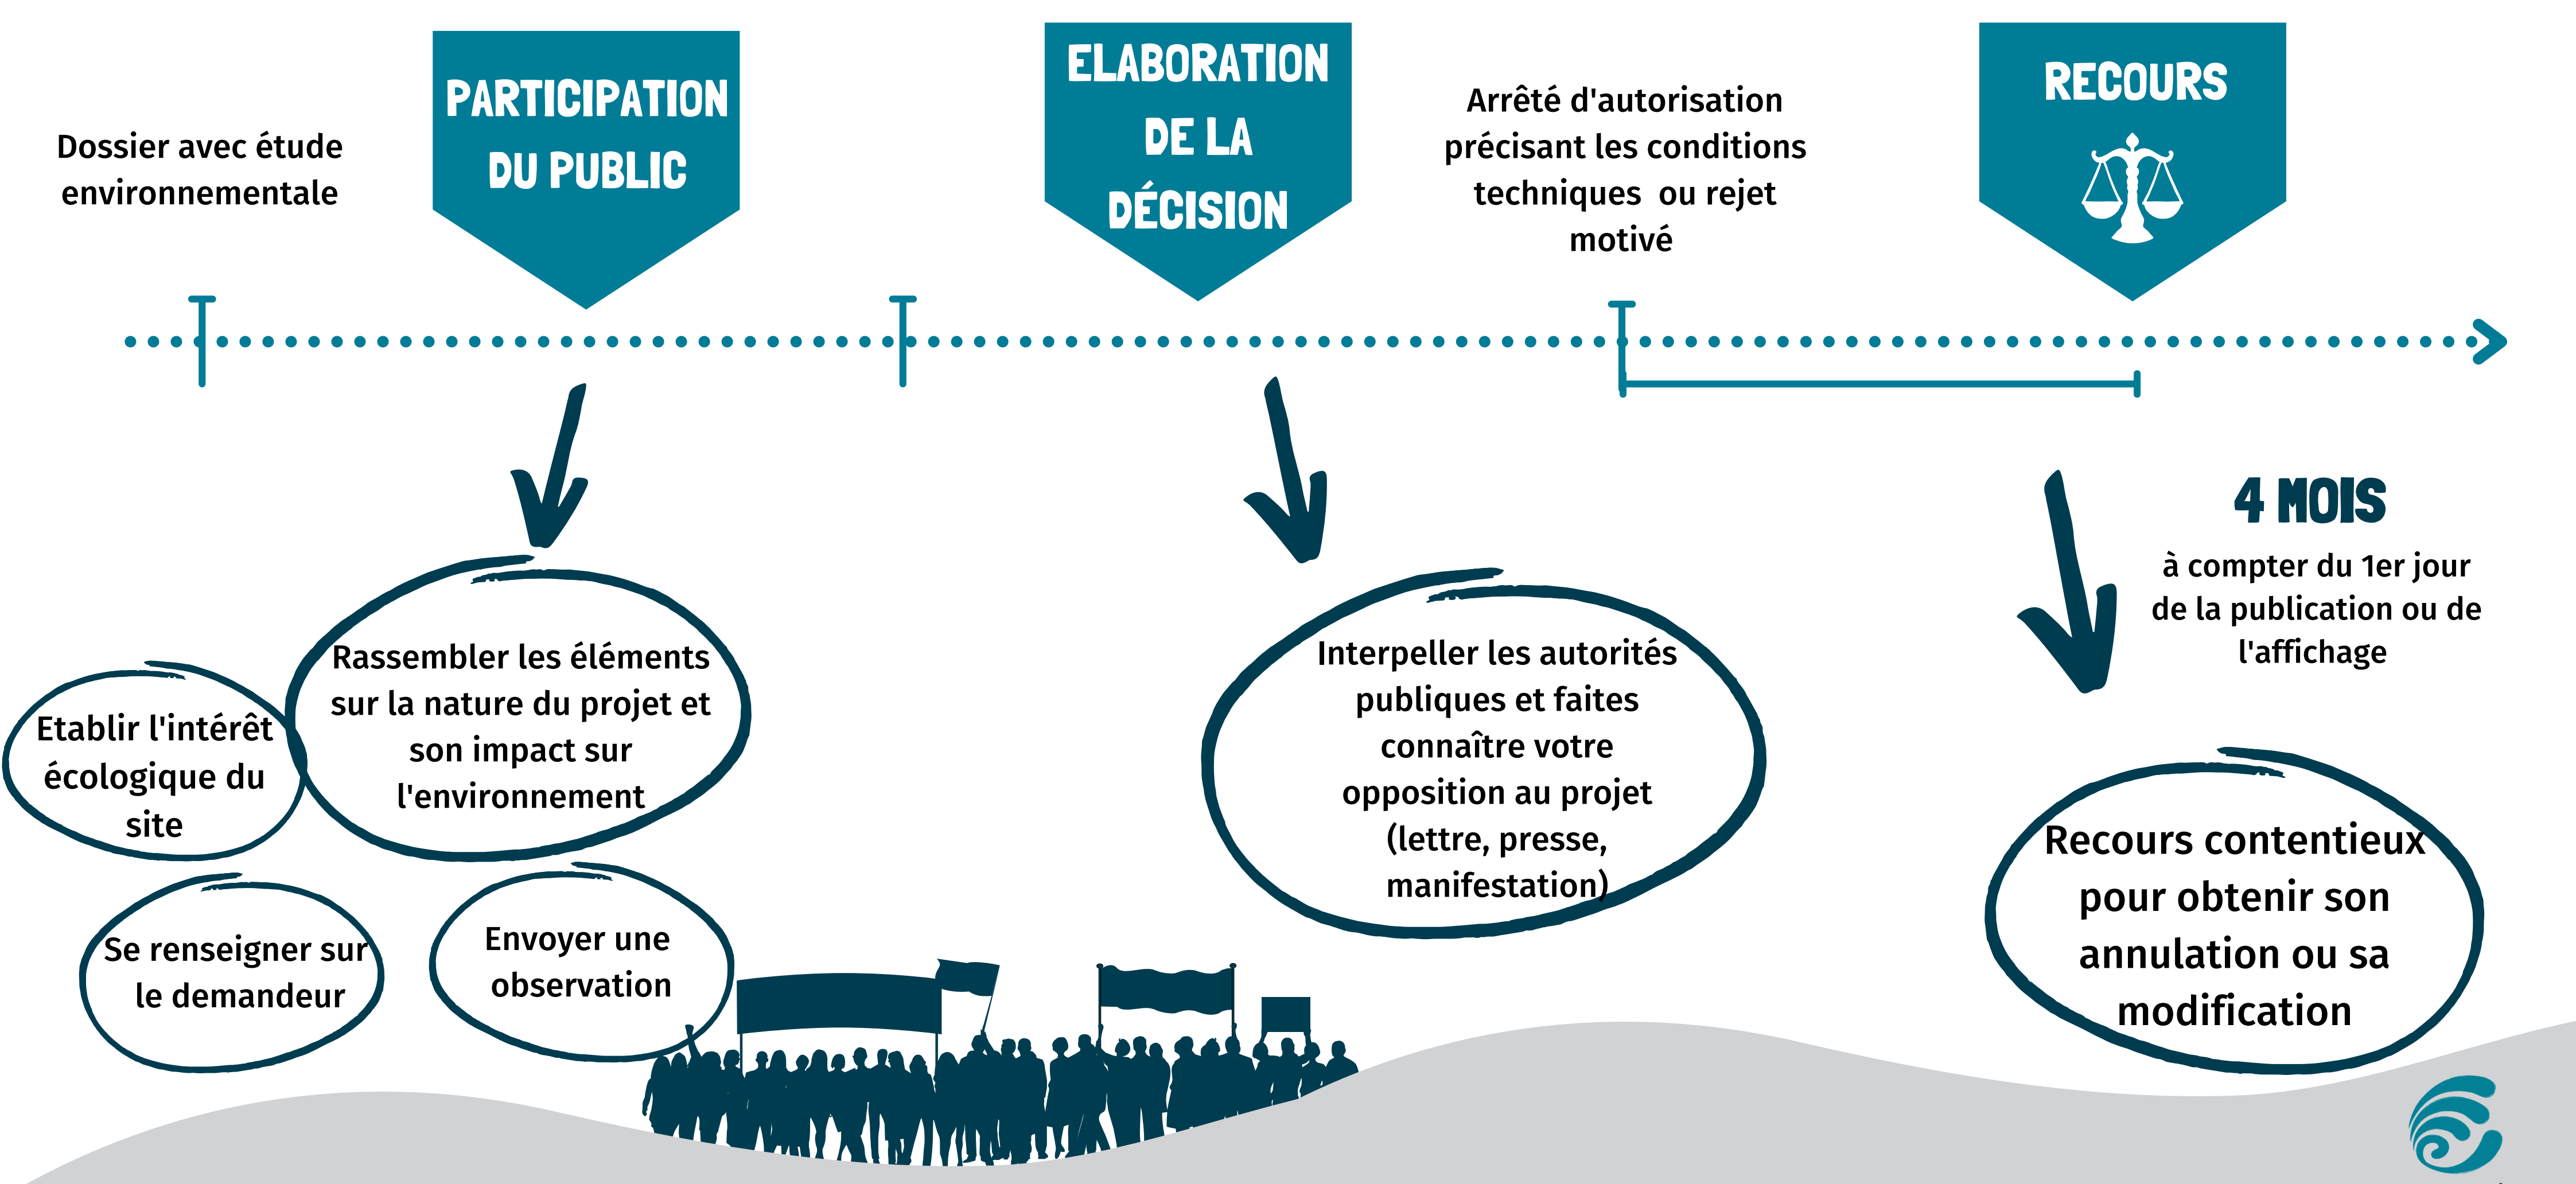 Dossier avec étude
environnementale
PARTICIPATION
DU PUBLIC
ELABORATION
DE LA
DÉCISION
Arrêté d'autorisation
précisant les conditions
techniques  ou rejet
motivé
RECOURS
Etablir l'intérêt
écologique du
site
Rassembler les éléments
sur la nature du projet et
son impact sur
l'environnement
Se renseigner sur
le demandeur
Envoyer une
observation
Interpeller les autorités
publiques et faites
connaître votre
opposition au projet
(lettre, presse,
manifestation)
4 MOIS
à compter du 1er jour
de la publication ou de
l'affichage
Recours contentieux
pour obtenir son
annulation ou sa
modification